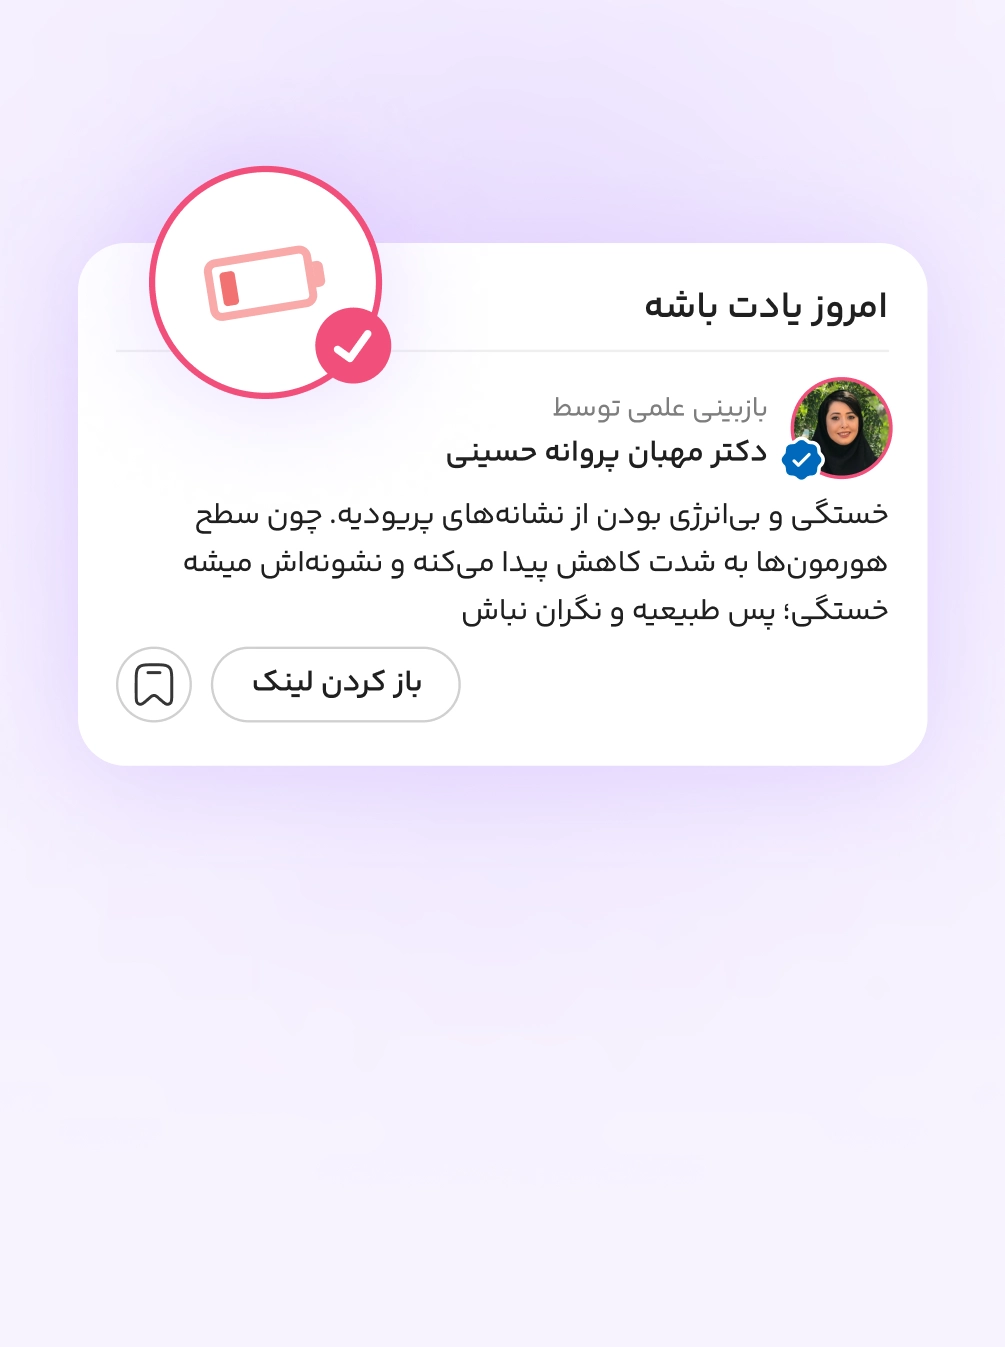 امروز یادت باشه
بازبینی علمی توسط
دکتر مهبان پروانه حسینی
خستگی و بی‌انرژی بودن از نشانه‌های پریودیه. چون سطح
هورمون‌ها به شدت کاهش پیدا می‌کنه و نشونه‌اش میشه
خستگی؛ پس طبیعیه و نگران نباش
باز کردن لینک